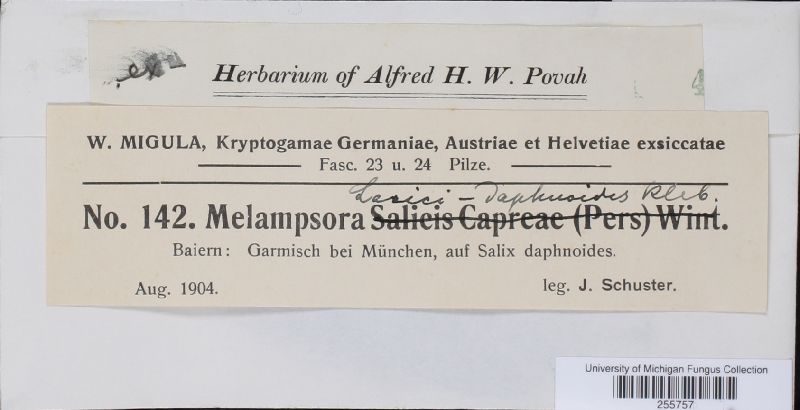 Herbarium of Alfred H. W. Povah
W. MIGULA, Kryptogamae Germaniae, Austriae et Helvetiae exsiccatae
Fasc. 23 u. 24 Pilze.
Larici - daphnoides Kleb.
No. 142. Melampsora Salicis Capreae (Pers) Wint.
Baiern: Garmisch bei München, auf Salix daphnoides.
Aug. 1904. leg. J. Schuster.
University of Michigan Fungus Collection
255757